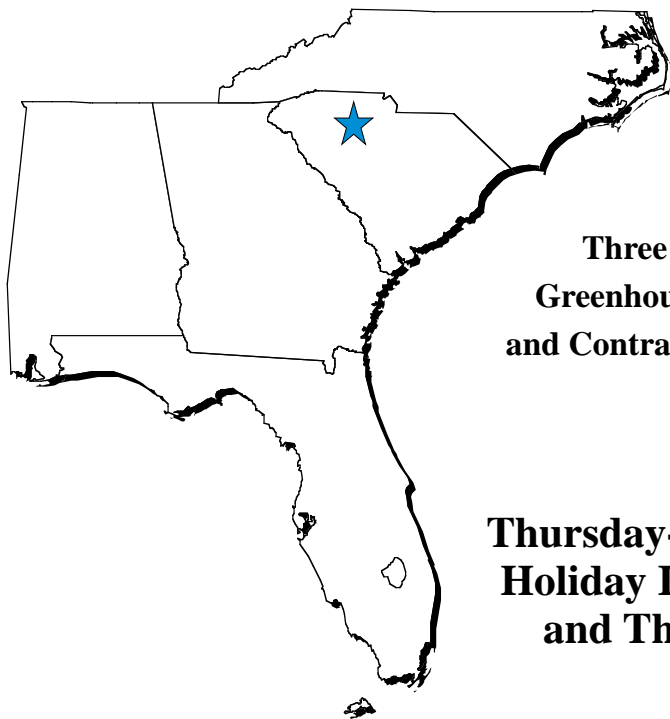 Three
Greenhou
and Contra
Thursday-
Holiday I
and Th